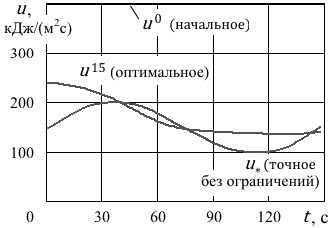 u,
кДж/(м²с)
u⁰ (начальное)
300
u¹⁵ (оптимальное)
200
100
u* (точное
без ограничений)
0 30 60 90 120 t, с